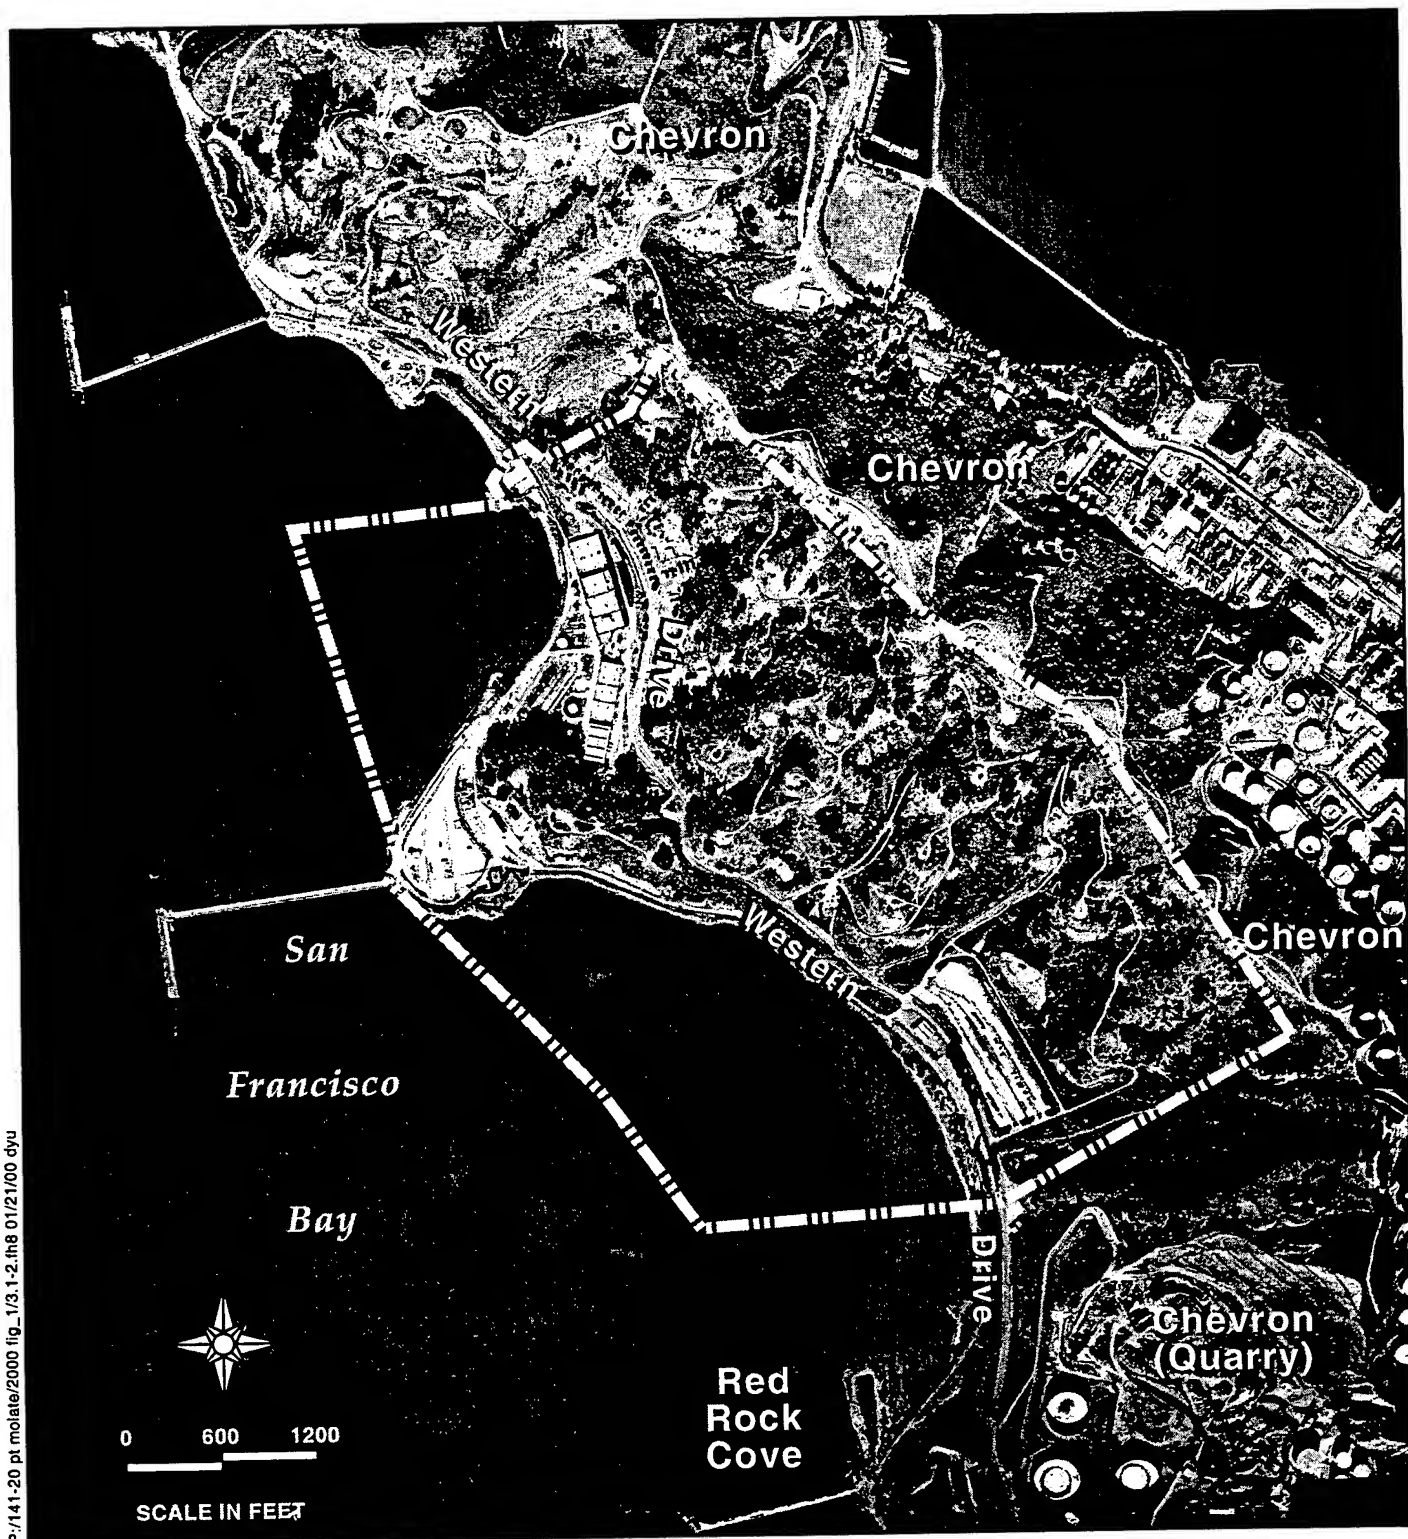 Chevron
Western
Chevron
Drive
Western
Chevron
San
Francisco
Bay
Drive
Chevron
(Quarry)
Red
Rock
Cove
0 600 1200
SCALE IN FEET
P:/141-20 pt molate/2000 fig_1/3.1-2.fh8 01/21/00 dyu